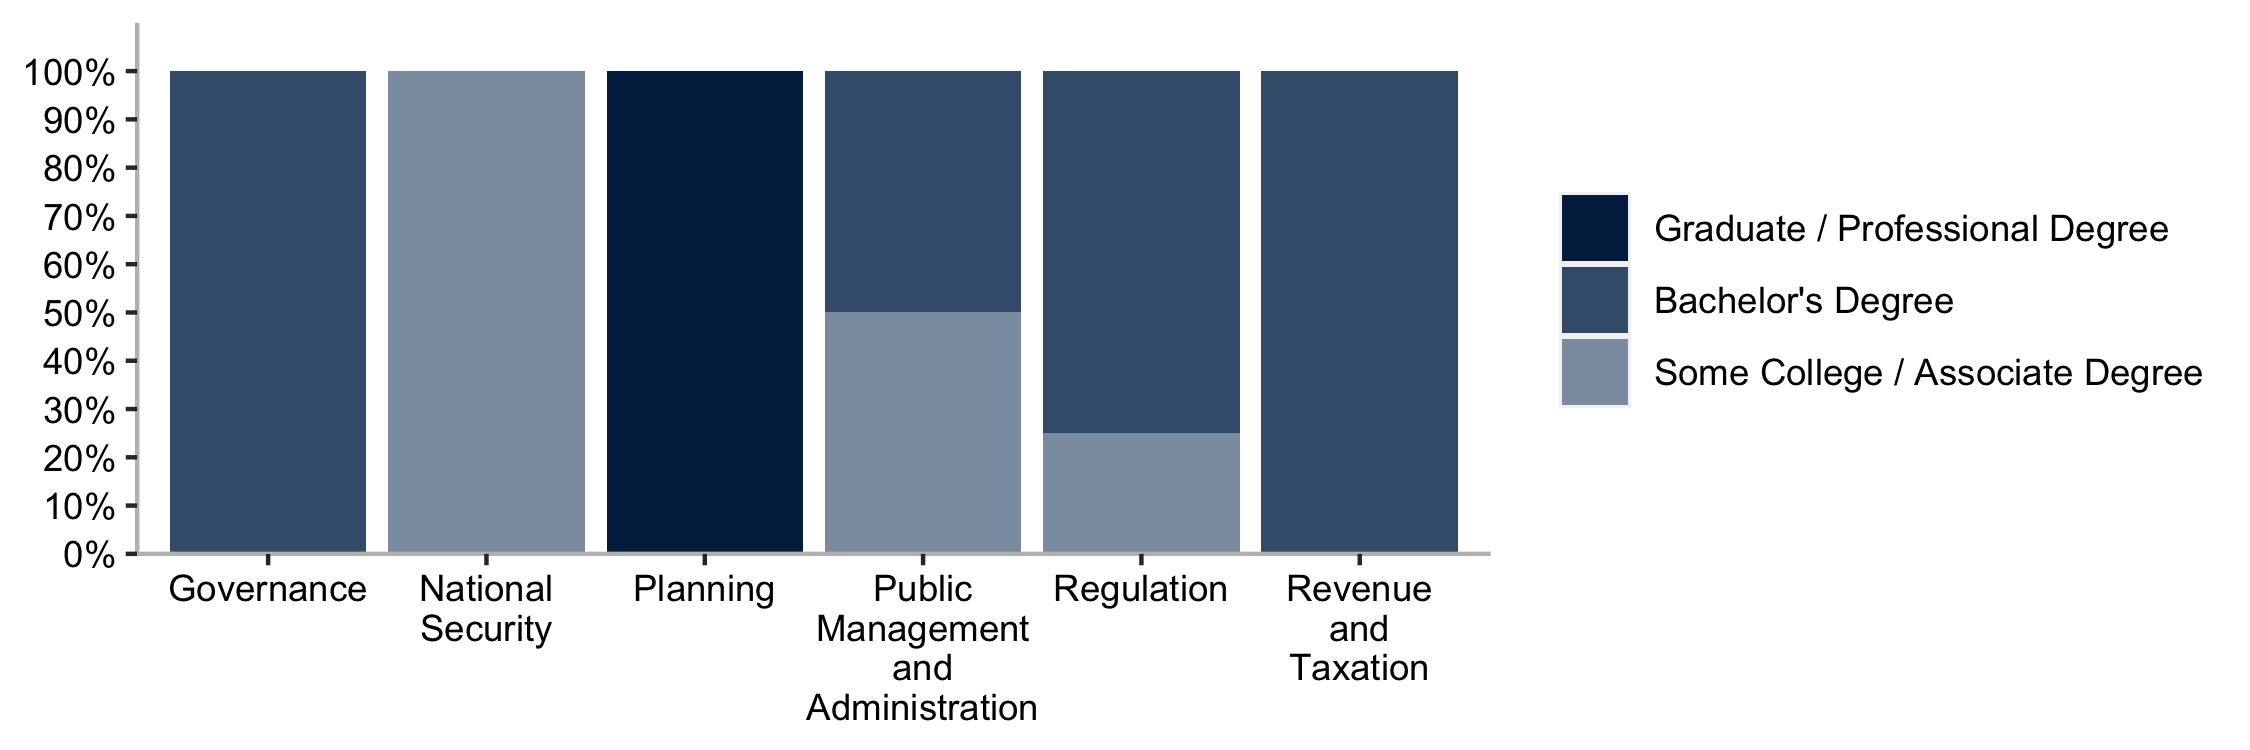 100%
90%
80%
70%
60%
50%
40%
30%
20%
10%
0%
Governance
National
Security
Planning
Public
Management
and
Administration
Regulation
Revenue
and
Taxation
Graduate / Professional Degree
Bachelor's Degree
Some College / Associate Degree